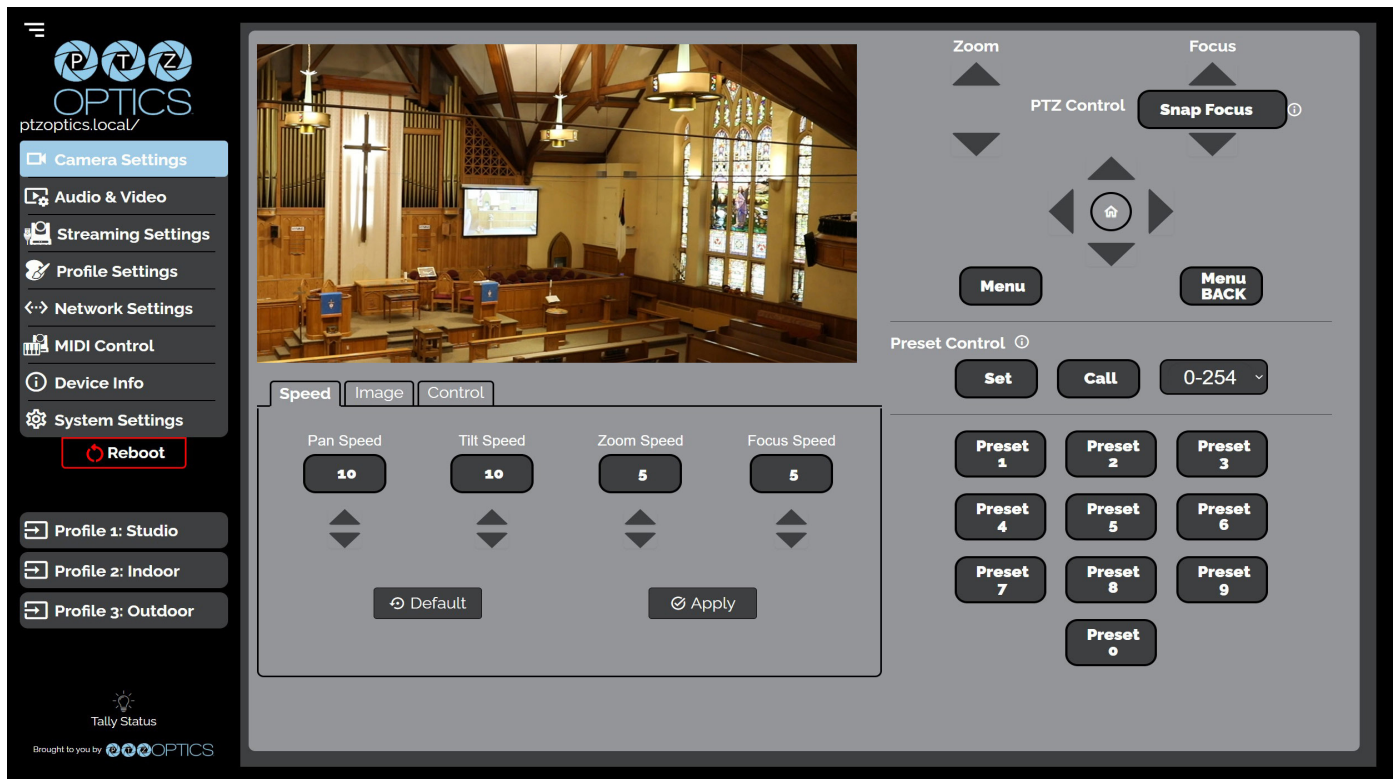 P T Z
OPTICS
ptzoptics.local/
Camera Settings
Audio & Video
Streaming Settings
Profile Settings
Network Settings
MIDI Control
Device Info
System Settings
Reboot
Profile 1: Studio
Profile 2: Indoor
Profile 3: Outdoor
Tally Status
Brought to you by PTZOPTICS
Speed Image Control
Pan Speed Tilt Speed Zoom Speed Focus Speed
10 10 5 5
Default Apply
Zoom Focus
PTZ Control Snap Focus
Menu Menu
BACK
Preset Control
Set Call 0-254
Preset Preset Preset
1 2 3
Preset Preset Preset
4 5 6
Preset Preset Preset
7 8 9
Preset
0